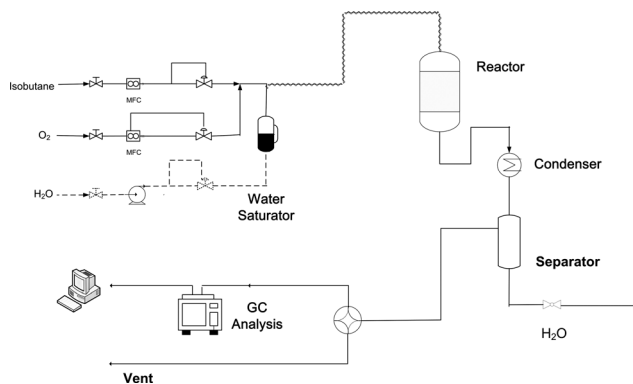 Isobutane
MFC
O2
MFC
H2O
Water
Saturator
Reactor
Condenser
Separator
H2O
GC
Analysis
Vent